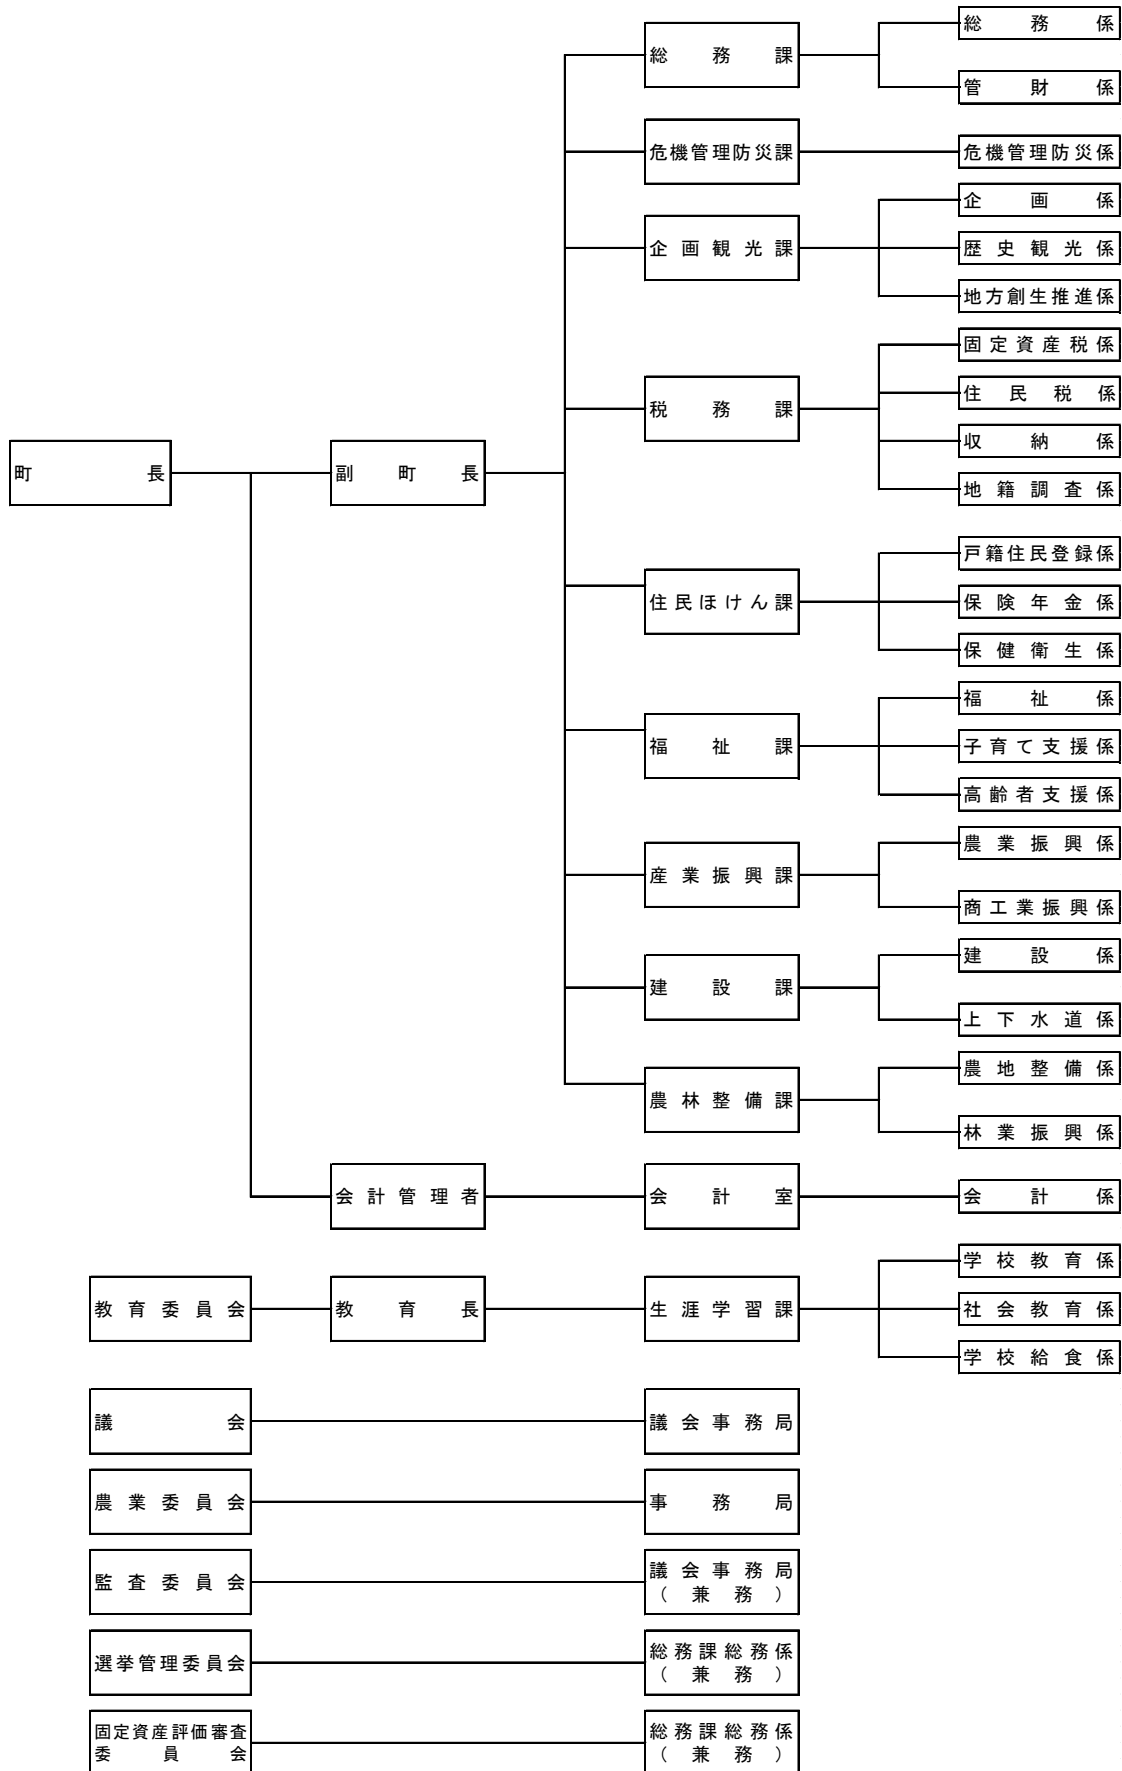 町長
副町長
総務課
総務係
管財係
危機管理防災課
危機管理防災係
企画観光課
企画係
歴史観光係
地方創生推進係
税務課
固定資産税係
住民税係
収納係
地籍調査係
住民ほけん課
戸籍住民登録係
保険年金係
保健衛生係
福祉課
福祉係
子育て支援係
高齢者支援係
産業振興課
農業振興係
商工業振興係
建設課
建設係
上下水道係
農林整備課
農地整備係
林業振興係
会計管理者
会計室
会計係
教育委員会
教育長
生涯学習課
学校教育係
社会教育係
学校給食係
議会
議会事務局
農業委員会
事務局
監査委員会
議会事務局
(兼務)
選挙管理委員会
総務課総務係
(兼務)
固定資産評価審査
委員会
総務課総務係
(兼務)